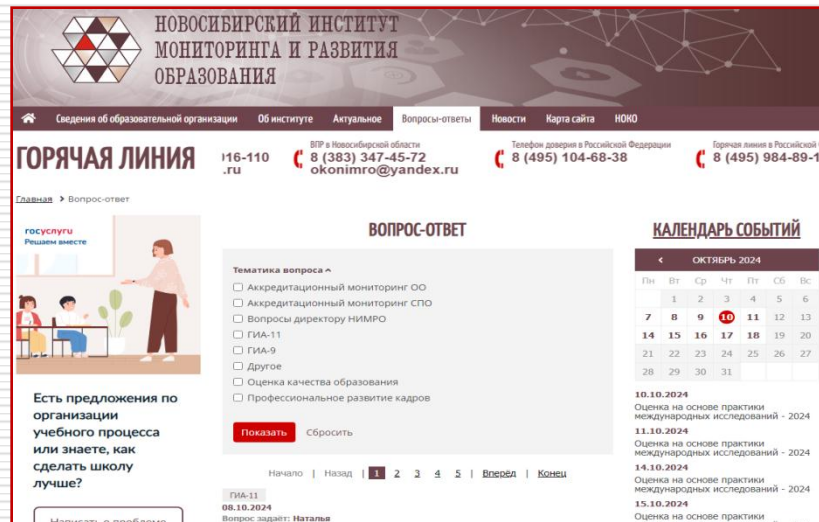 НОВОСИБИРСКИЙ ИНСТИТУТ
МОНИТОРИНГА И РАЗВИТИЯ
ОБРАЗОВАНИЯ
Сведения об образовательной организации Об институте Актуальное Вопросы-ответы Новости Карта сайта НОКО
ГОРЯЧАЯ ЛИНИЯ
16-110
.ru
ВПР в Новосибирской области
8 (383) 347-45-72
okonimro@yandex.ru
Телефон доверия в Российской Федерации
8 (495) 104-68-38
Горячая линия в Российской
8 (495) 984-89-1
Главная > Вопрос-ответ
госуслуги
Решаем вместе
Есть предложения по
организации
учебного процесса
или знаете, как
сделать школу
лучше?
Написать о проблеме
ВОПРОС-ОТВЕТ
Тематика вопроса
Аккредитационный мониторинг ОО
Аккредитационный мониторинг СПО
Вопросы директору НИМРО
ГИА-11
ГИА-9
Другое
Оценка качества образования
Профессиональное развитие кадров
Показать Сбросить
Начало | Назад | 1 2 3 4 5 | Вперёд | Конец
ГИА-11
08.10.2024
Вопрос задаёт: Наталья
КАЛЕНДАРЬ СОБЫТИЙ
‹ ОКТЯБРЬ 2024
Пн Вт Ср Чт Пт Сб Вс
1 2 3 4 5 6
7 8 9 10 11 12 13
14 15 16 17 18 19 20
21 22 23 24 25 26 27
28 29 30 31
10.10.2024
Оценка на основе практики
международных исследований - 2024
11.10.2024
Оценка на основе практики
международных исследований - 2024
14.10.2024
Оценка на основе практики
международных исследований - 2024
15.10.2024
Оценка на основе практики